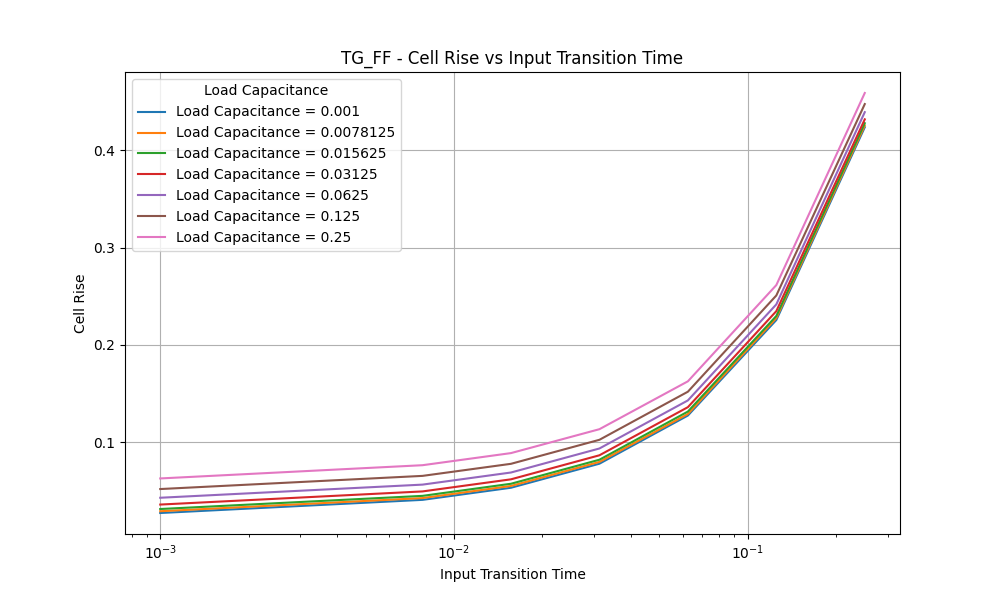 TG_FF - Cell Rise vs Input Transition Time
Load Capacitance
Load Capacitance = 0.001
Load Capacitance = 0.0078125
Load Capacitance = 0.015625
Load Capacitance = 0.03125
Load Capacitance = 0.0625
Load Capacitance = 0.125
Load Capacitance = 0.25
Cell Rise
0.4
0.3
0.2
0.1
10⁻³ 10⁻² 10⁻¹
Input Transition Time